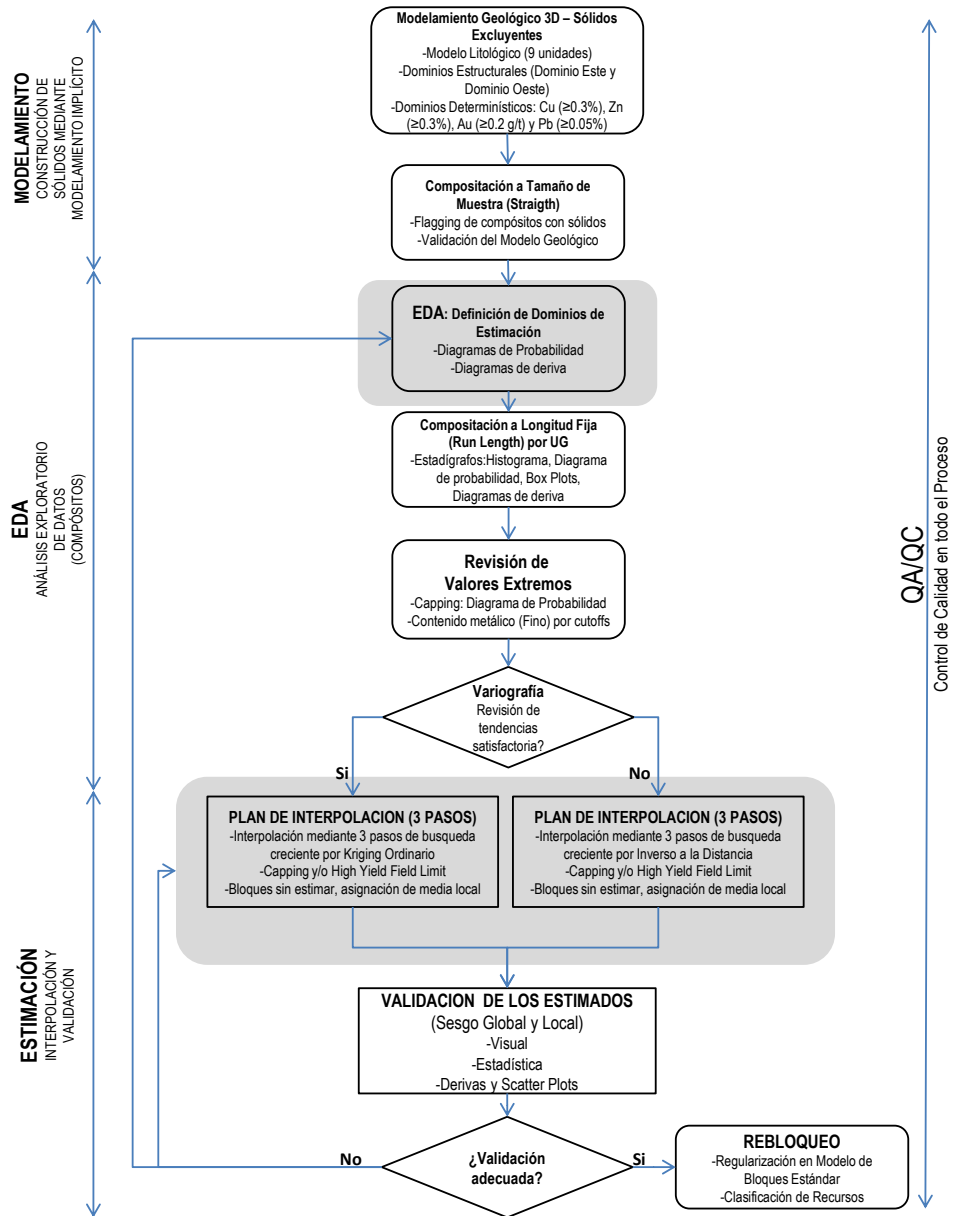 Modelamiento Geológico 3D – Sólidos
Excluyentes
-Modelo Litológico (9 unidades)
-Dominios Estructurales (Dominio Este y
Dominio Oeste)
-Dominios Determinísticos: Cu (≥0.3%), Zn
(≥0.3%), Au (≥0.2 g/t) y Pb (≥0.05%)
MODELAMIENTO
CONSTRUCCIÓN DE
SÓLIDOS MEDIANTE
MODELAMIENTO IMPLÍCITO
Compositación a Tamaño de
Muestra (Straigth)
-Flagging de compósitos con sólidos
-Validación del Modelo Geológico
EDA: Definición de Dominios de
Estimación
-Diagramas de Probabilidad
-Diagramas de deriva
Compositación a Longitud Fija
(Run Length) por UG
-Estadígrafos:Histograma, Diagrama
de probabilidad, Box Plots,
Diagramas de deriva
EDA
ANÁLISIS EXPLORATORIO
DE DATOS
(COMPÓSITOS)
Revisión de
Valores Extremos
-Capping: Diagrama de Probabilidad
-Contenido metálico (Fino) por cutoffs
QA/QC
Control de Calidad en todo el Proceso
Variografía
Revisión de
tendencias
satisfactoria?
Si
No
PLAN DE INTERPOLACION (3 PASOS)
-Interpolación mediante 3 pasos de busqueda
creciente por Kriging Ordinario
-Capping y/o High Yield Field Limit
-Bloques sin estimar, asignación de media local
PLAN DE INTERPOLACION (3 PASOS)
-Interpolación mediante 3 pasos de busqueda
creciente por Inverso a la Distancia
-Capping y/o High Yield Field Limit
-Bloques sin estimar, asignación de media local
ESTIMACIÓN
INTERPOLACIÓN Y
VALIDACIÓN
VALIDACION DE LOS ESTIMADOS
(Sesgo Global y Local)
-Visual
-Estadística
-Derivas y Scatter Plots
No
¿Validación
adecuada?
Si
REBLOQUEO
-Regularización en Modelo de
Bloques Estándar
-Clasificación de Recursos